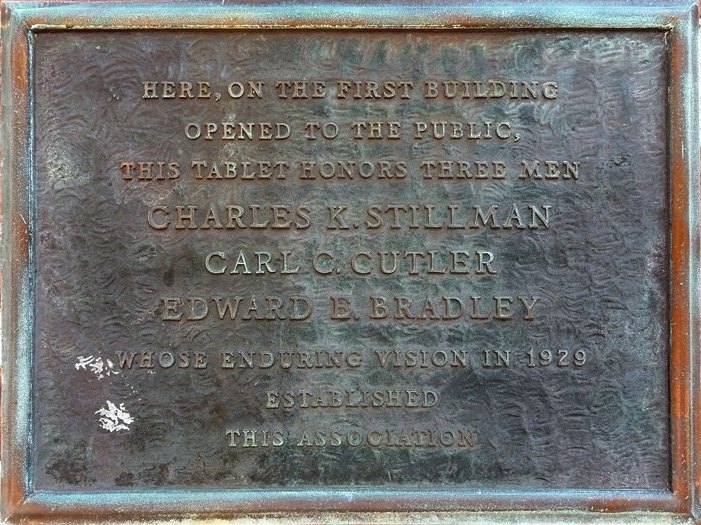 HERE, ON THE FIRST BUILDING
OPENED TO THE PUBLIC,
THIS TABLET HONORS THREE MEN
CHARLES K. STILLMAN
CARL C. CUTLER
EDWARD E. BRADLEY
WHOSE ENDURING VISION IN 1929
ESTABLISHED
THIS ASSOCIATION